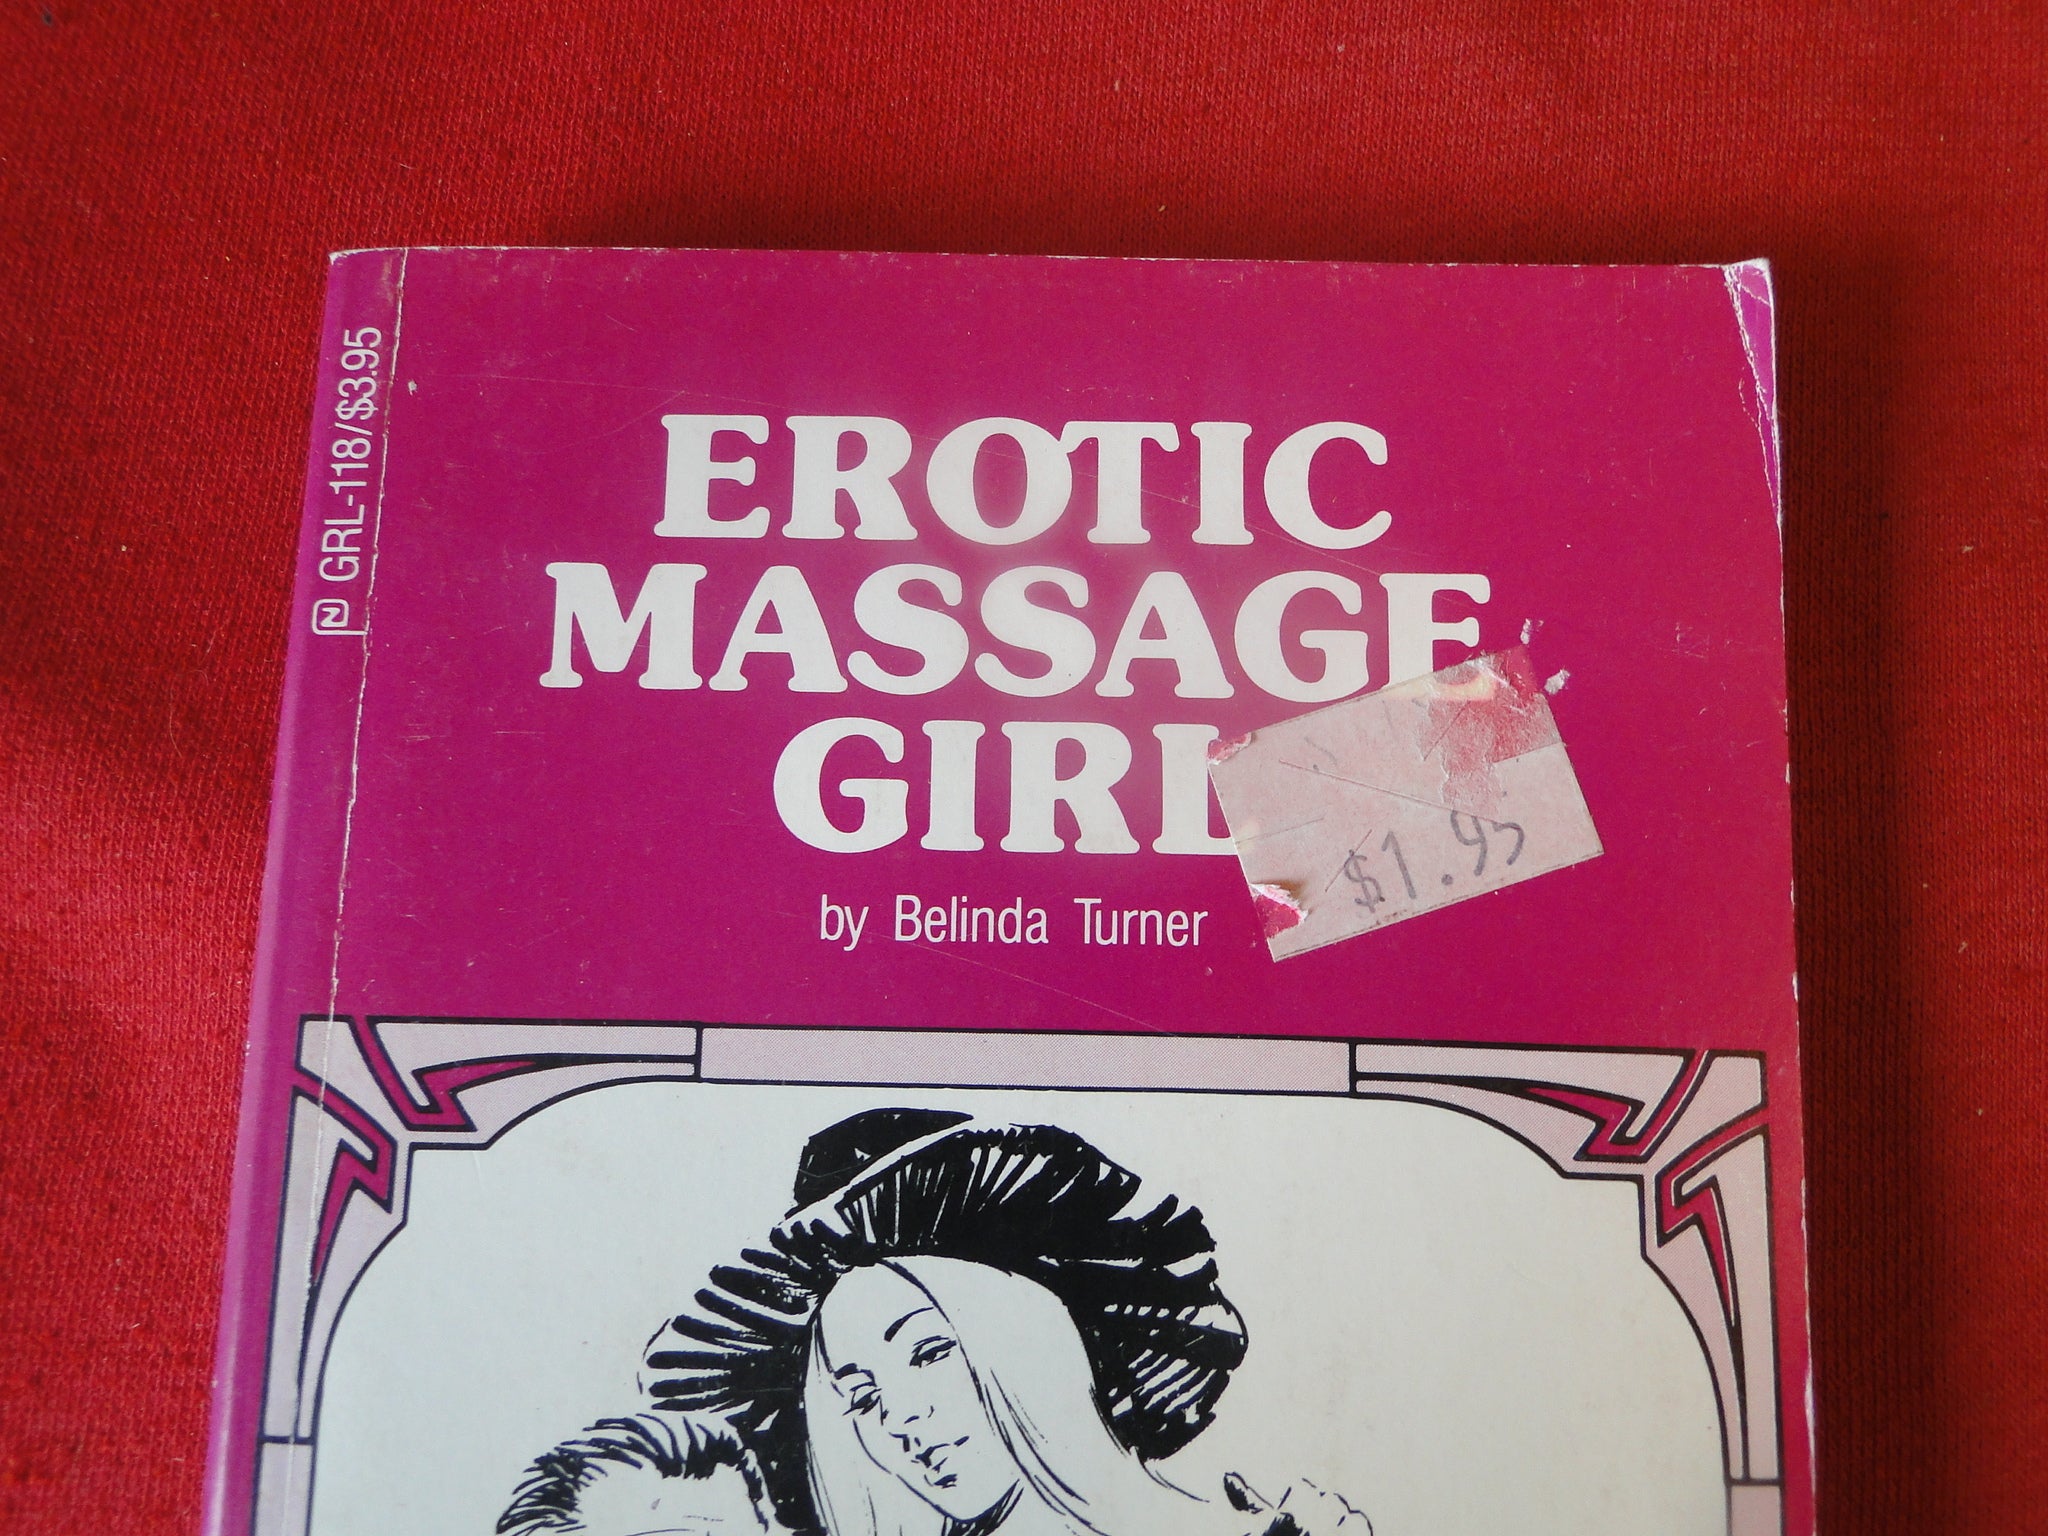 GRL-118/$3.95
EROTIC
MASSAGE
GIRL
by Belinda Turner
$1.95